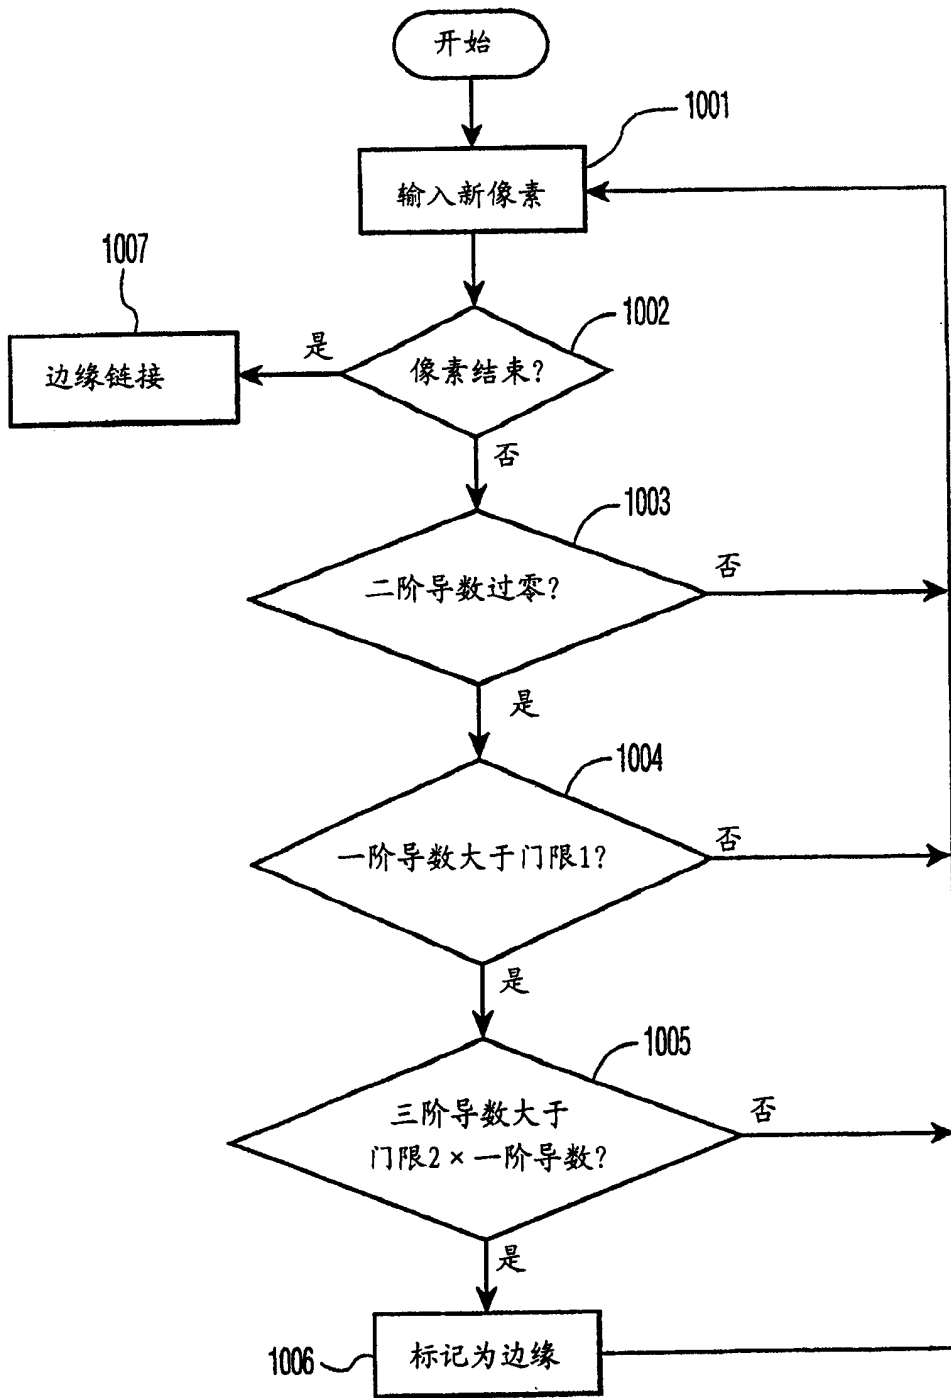 开始
1001
输入新像素
1007
1002
是
边缘链接
像素结束?
否
1003
否
二阶导数过零?
是
1004
否
一阶导数大于门限1?
是
1005
否
三阶导数大于
门限2 × 一阶导数?
是
1006
标记为边缘